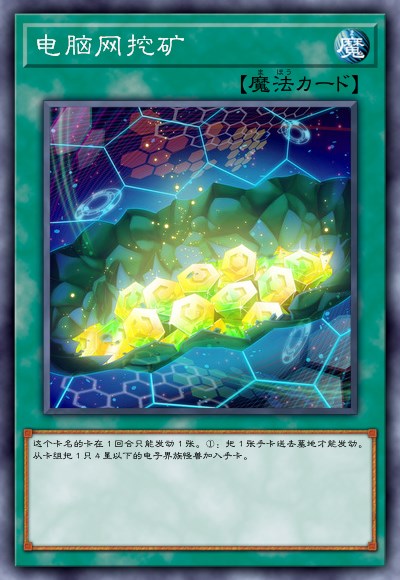 电脑网挖矿
魔
【魔法カード】
ま ほう
这个卡名的卡在1回合只能发动1张。①：把1张手卡送去墓地才能发动。
从卡组把1只4星以下的电子界族怪兽加入手卡。